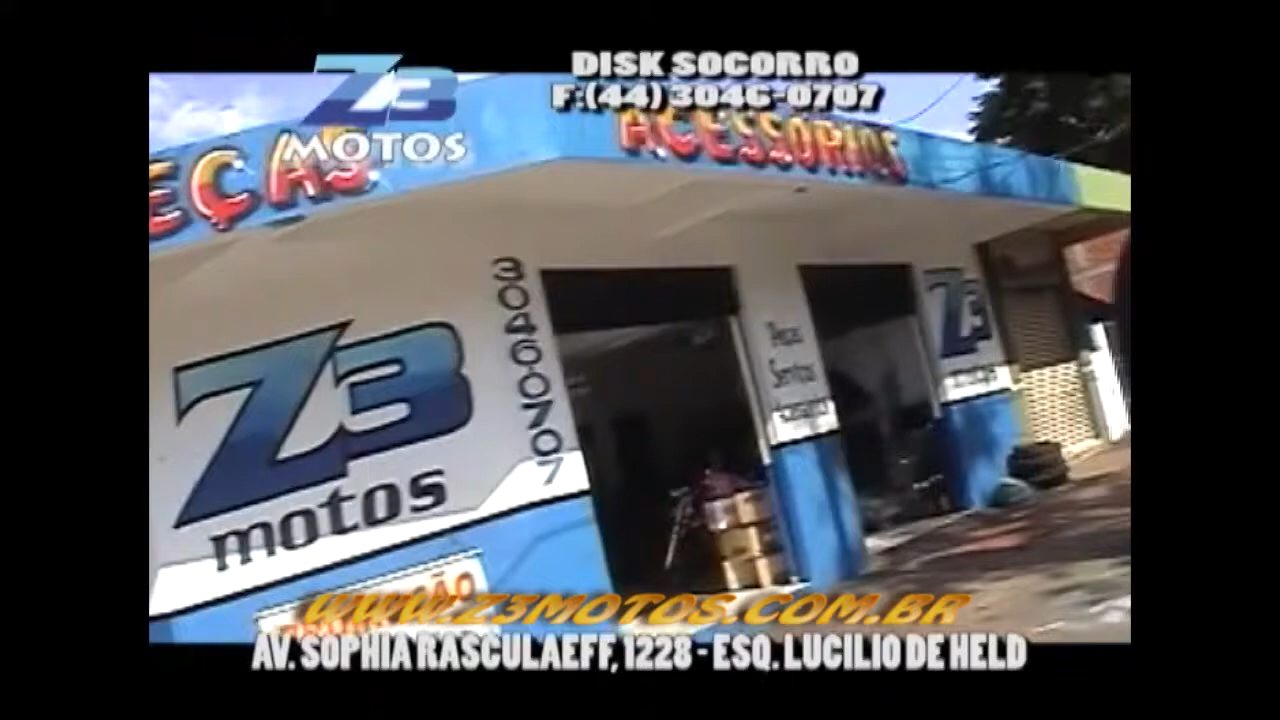 DISK SOCORRO
F:(44) 3046-0707
Z3
MOTOS
EÇAS
ACESSÓRIOS
Z3
motos
30460707
Peças
Serviços
Z3
motos
WWW.Z3MOTOS.COM.BR
AV. SOPHIA RASCULAEFF, 1228 - ESQ. LUCILIO DE HELD